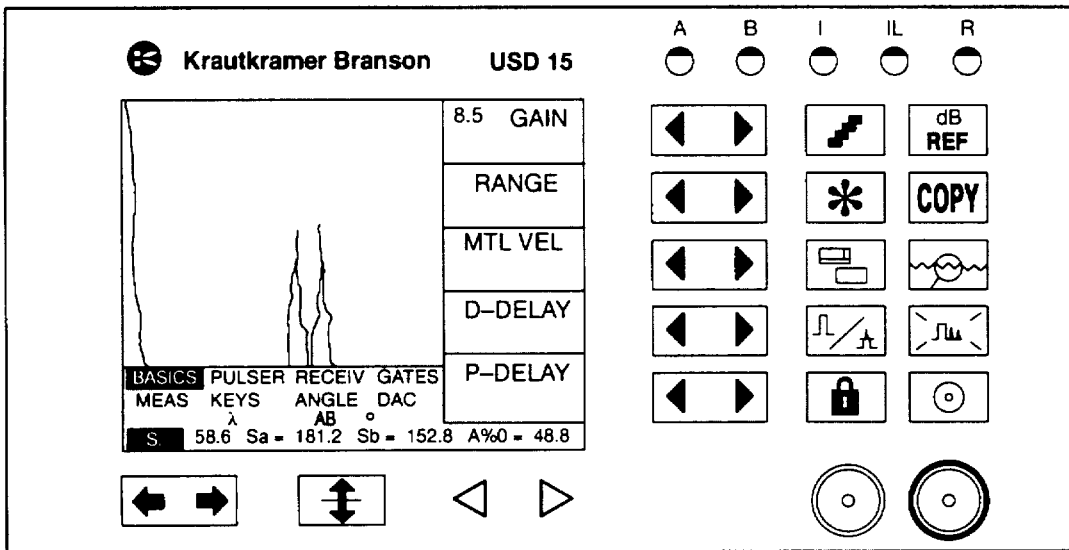 A B I IL R
Krautkramer Branson USD 15
8.5 GAIN
RANGE
MTL VEL
D-DELAY
P-DELAY
BASICS PULSER RECEIV GATES
MEAS KEYS ANGLE DAC
λ AB °
S. 58.6 Sa = 181.2 Sb = 152.8 A%0 = 48.8
dB
REF
COPY